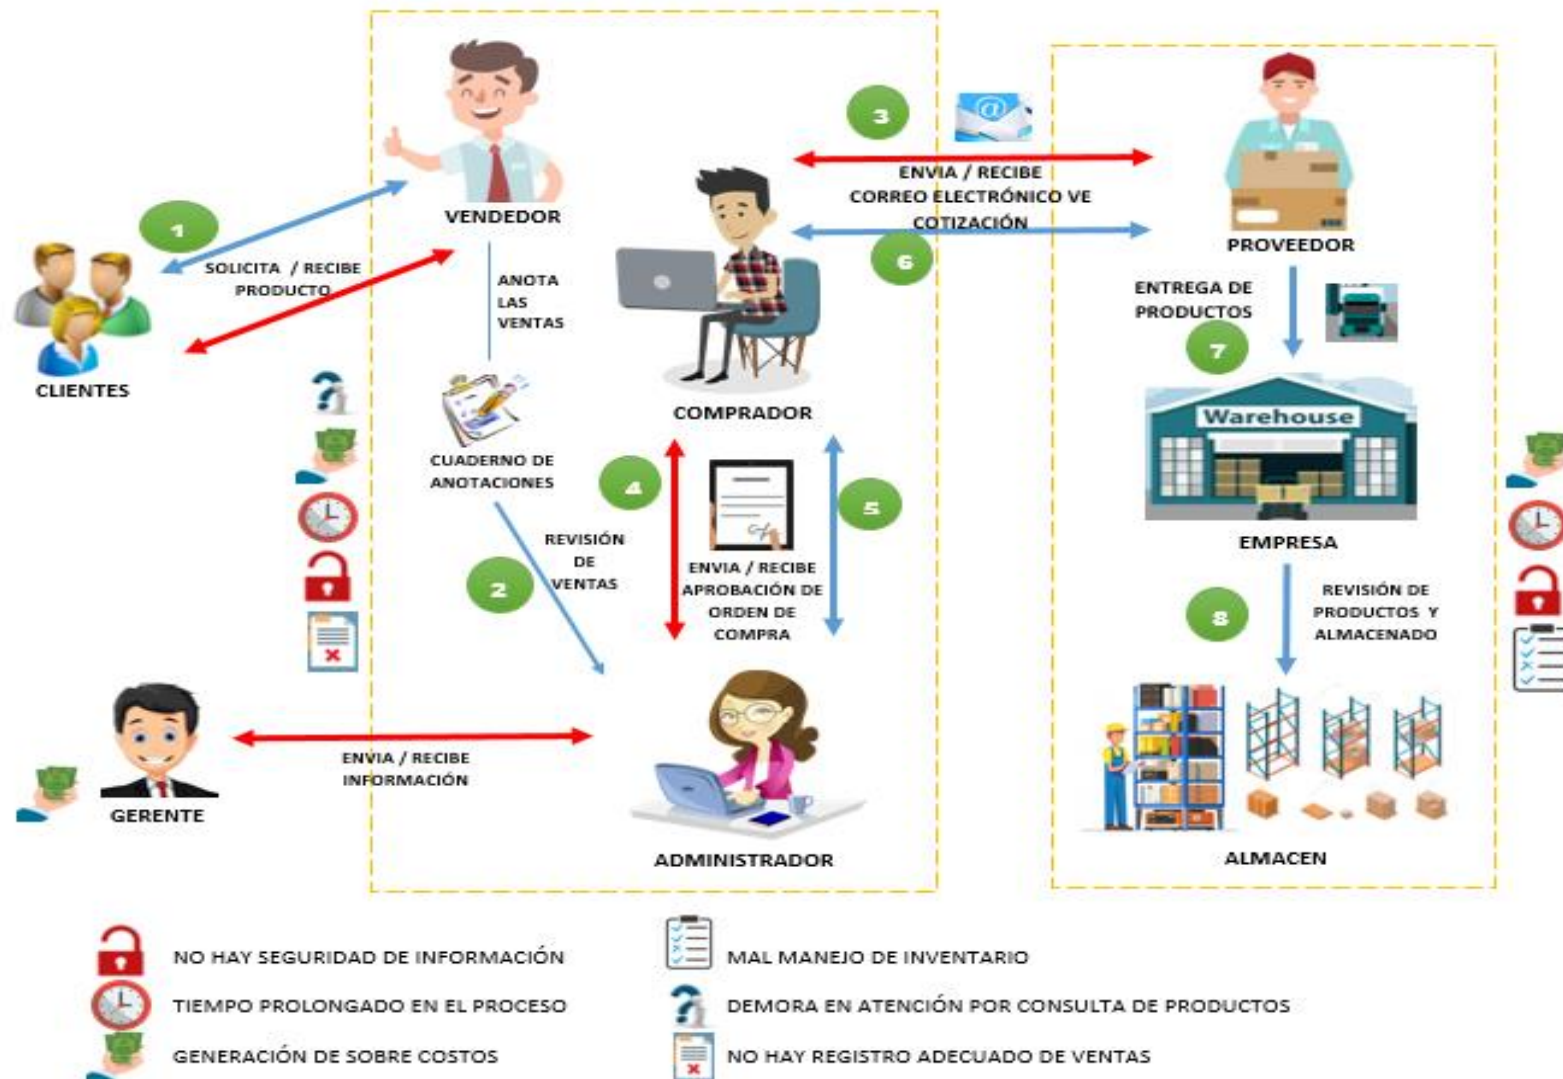 VENDEDOR
3
ENVIA / RECIBE
CORREO ELECTRÓNICO VE
COTIZACIÓN
6
PROVEEDOR
1
SOLICITA / RECIBE
PRODUCTO
CLIENTES
ANOTA
LAS
VENTAS
COMPRADOR
ENTREGA DE
PRODUCTOS
7
Warehouse
EMPRESA
CUADERNO DE
ANOTACIONES
4
5
REVISIÓN
DE
VENTAS
2
ENVIA / RECIBE
APROBACIÓN DE
ORDEN DE
COMPRA
8
REVISIÓN DE
PRODUCTOS Y
ALMACENADO
ENVIA / RECIBE
INFORMACIÓN
GERENTE
ADMINISTRADOR
ALMACEN
NO HAY SEGURIDAD DE INFORMACIÓN
TIEMPO PROLONGADO EN EL PROCESO
GENERACIÓN DE SOBRE COSTOS
MAL MANEJO DE INVENTARIO
DEMORA EN ATENCIÓN POR CONSULTA DE PRODUCTOS
NO HAY REGISTRO ADECUADO DE VENTAS